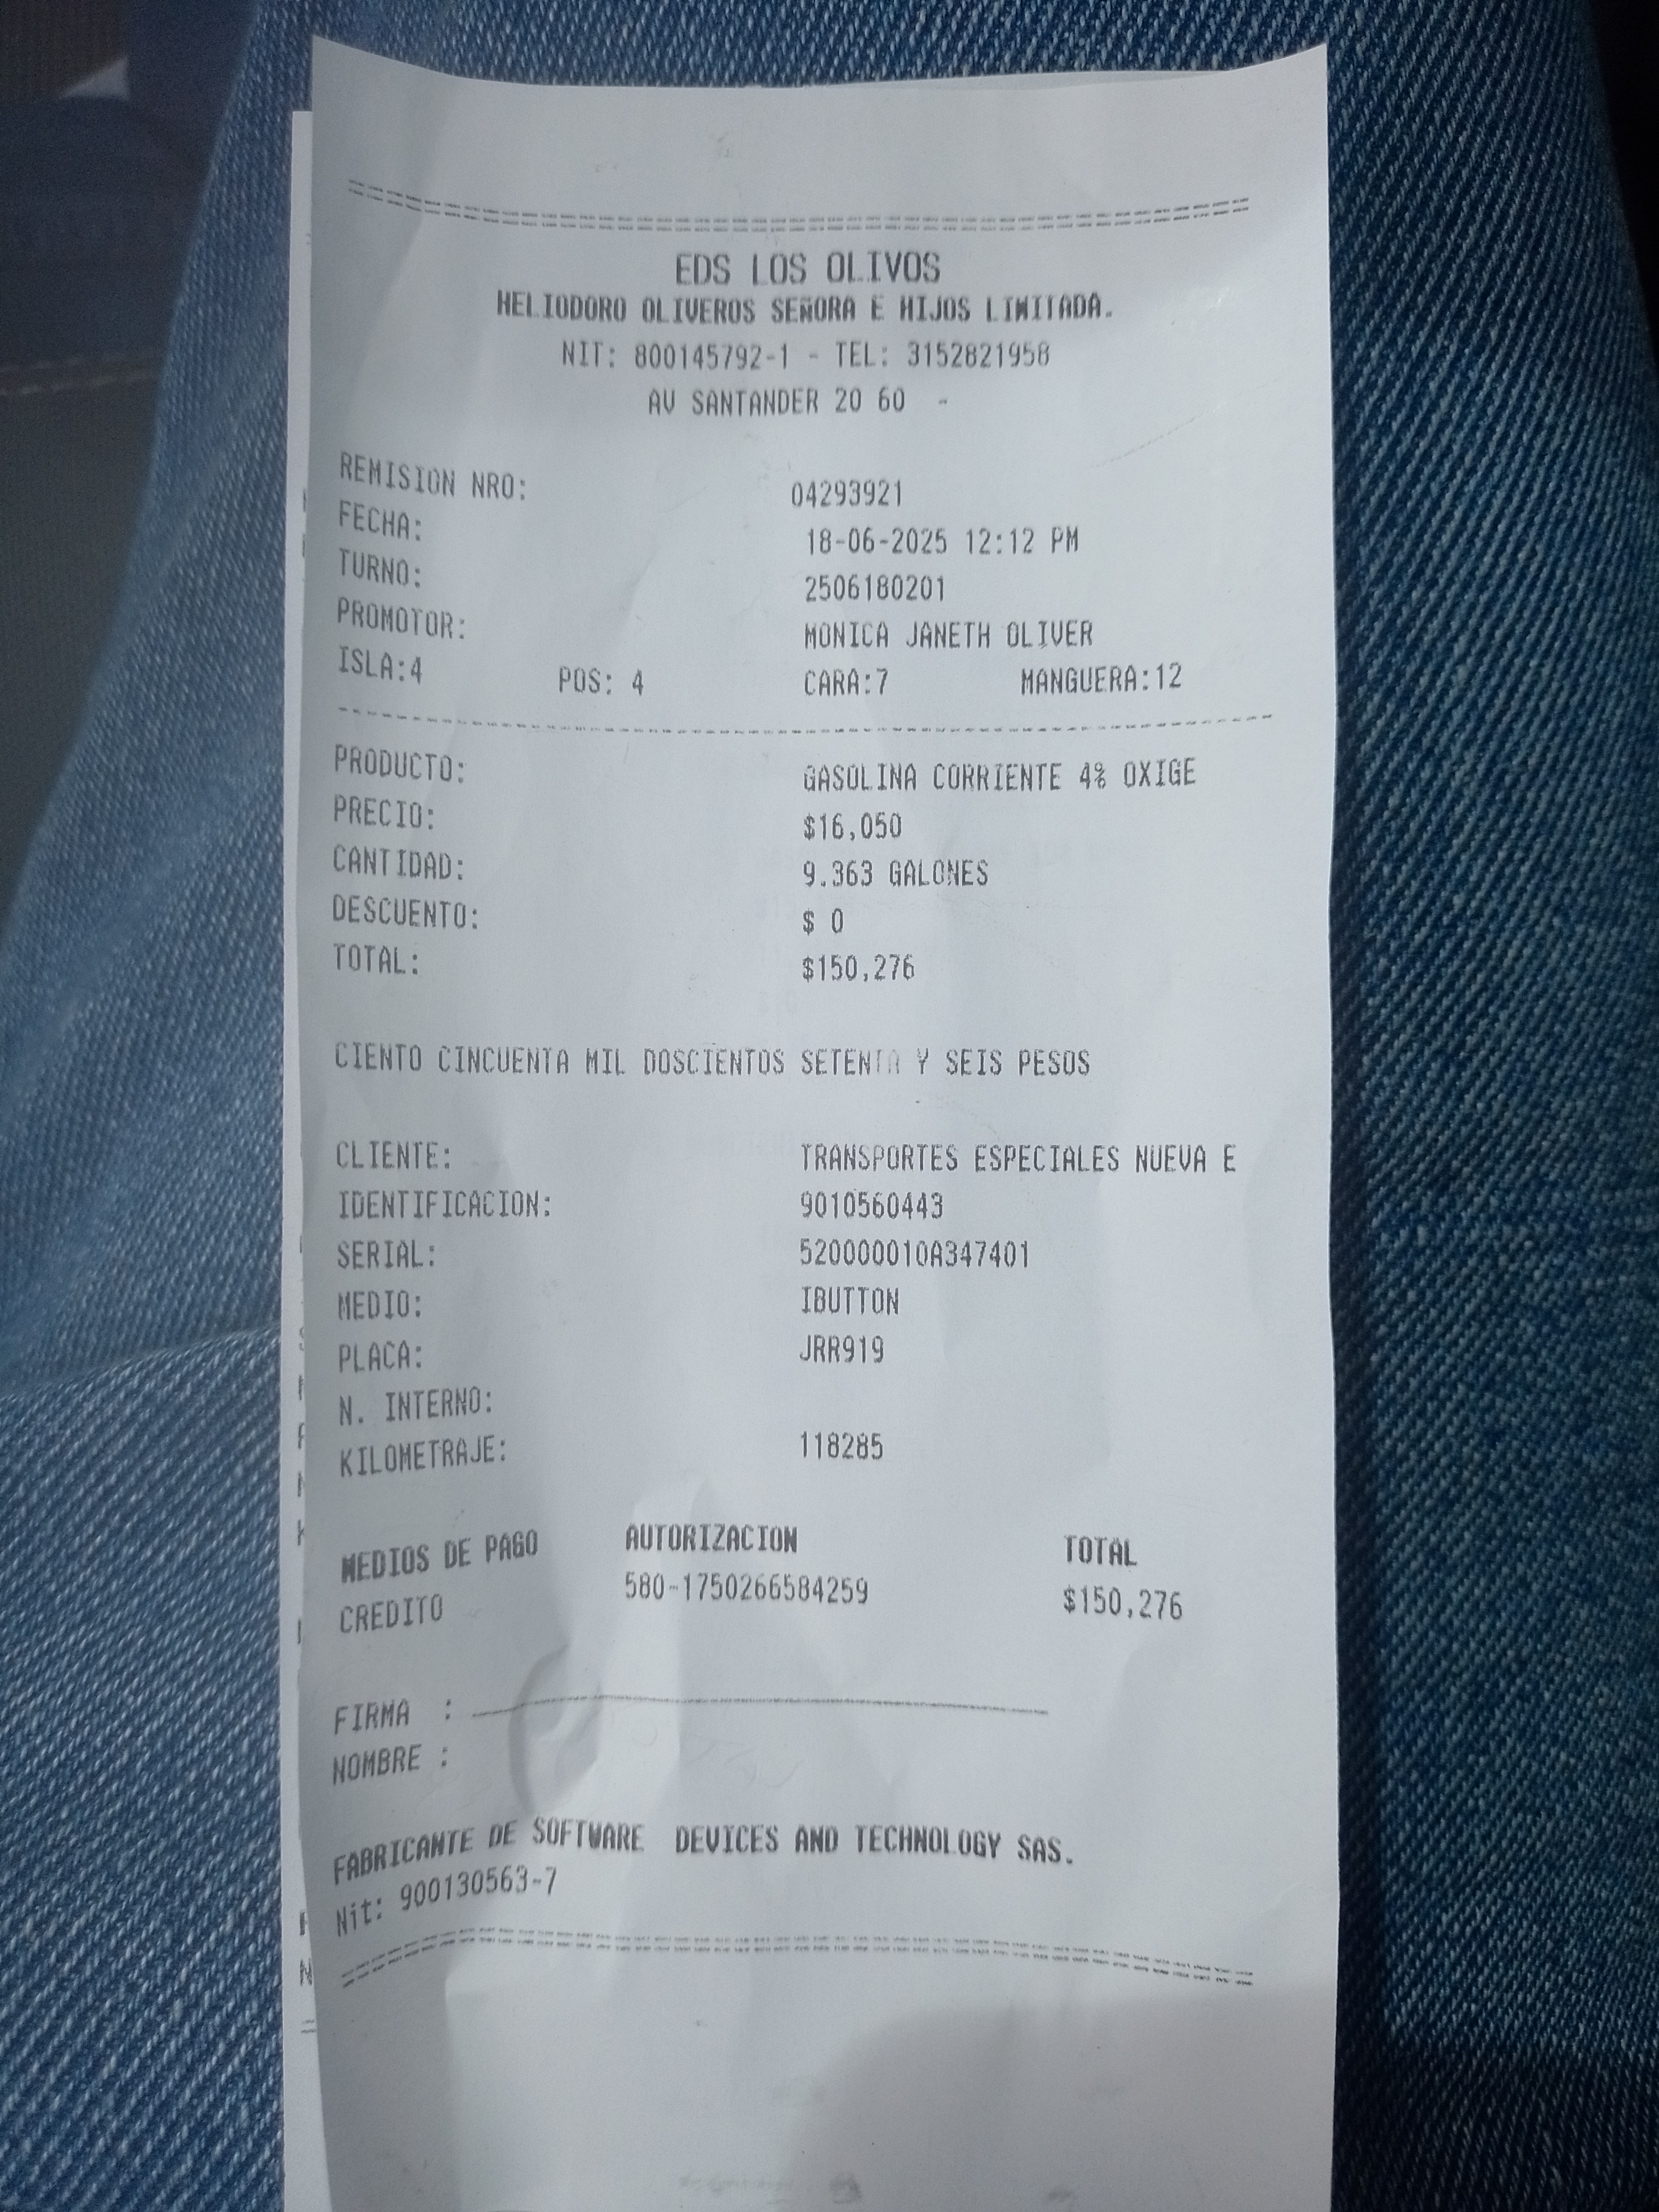 EDS LOS OLIVOS
HELIODORO OLIVEROS SEÑORA E HIJOS LIMITADA.
NIT: 800145792-1 - TEL: 3152821958
AV SANTANDER 20 60 -
REMISION NRO: 04293921
FECHA: 18-06-2025 12:12 PM
TURNO: 2506180201
PROMOTOR: MONICA JANETH OLIVER
ISLA:4 POS: 4 CARA:7 MANGUERA:12
PRODUCTO: GASOLINA CORRIENTE 4% OXIGE
PRECIO: $16,050
CANTIDAD: 9.363 GALONES
DESCUENTO: $ 0
TOTAL: $150,276
CIENTO CINCUENTA MIL DOSCIENTOS SETENTA Y SEIS PESOS
CLIENTE: TRANSPORTES ESPECIALES NUEVA E
IDENTIFICACION: 9010560443
SERIAL: 520000010A347401
MEDIO: IBUTTON
PLACA: JRR919
N. INTERNO:
KILOMETRAJE: 118285
MEDIOS DE PAGO AUTORIZACION TOTAL
CREDITO 580-1750266584259 $150,276
FIRMA :
NOMBRE :
FABRICANTE DE SOFTWARE DEVICES AND TECHNOLOGY SAS.
Nit: 900130563-7